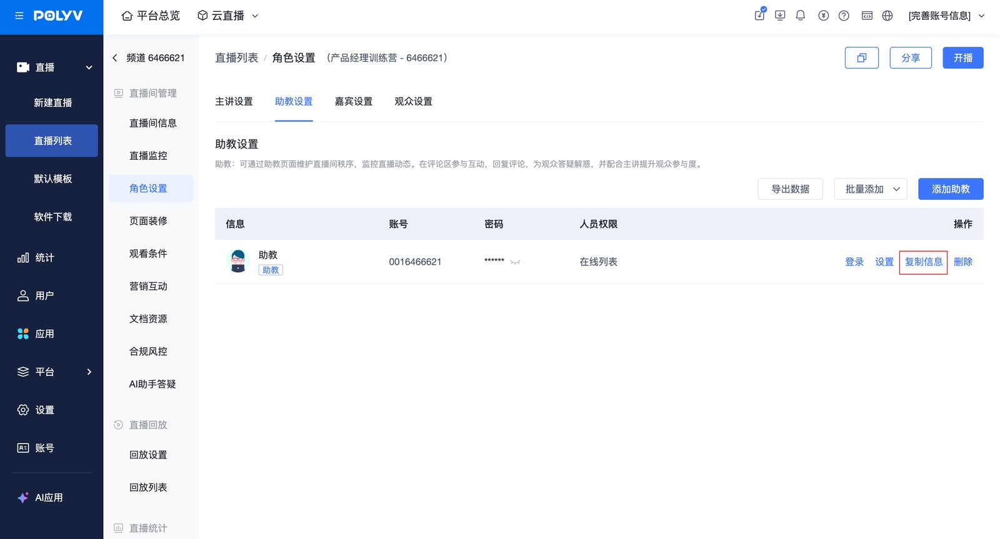 POLYV
平台总览
云直播
[完善账号信息]
直播
新建直播
直播列表
默认模板
软件下载
统计
用户
应用
平台
设置
账号
AI应用
频道 6466621
直播间管理
直播间信息
直播监控
角色设置
页面装修
观看条件
营销互动
文档资源
合规风控
AI助手答疑
直播回放
回放设置
回放列表
直播统计
直播列表 / 角色设置 （产品经理训练营 - 6466621）
分享
开播
主讲设置 助教设置 嘉宾设置 观众设置
助教设置
助教：可通过助教页面维护直播间秩序，监控直播动态。在评论区参与互动，回复评论，为观众答疑解惑，并配合主讲提升观众参与度。
导出数据 批量添加 添加助教
信息 账号 密码 人员权限 操作
助教
助教
0016466621 ****** 在线列表 登录 设置 复制信息 删除